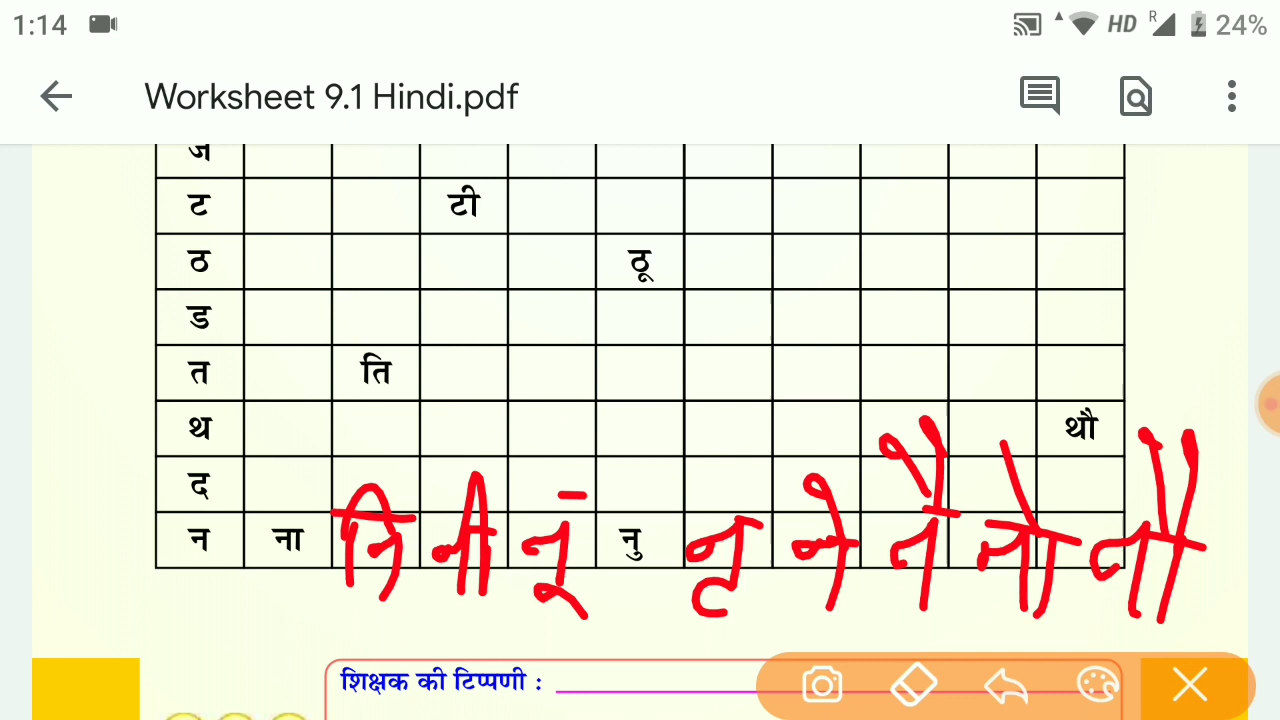 1:14 HD R 24%
Worksheet 9.1 Hindi.pdf
ज
ट टी
ठ ठू
ड
त ति
थ थौ
द
न ना नि नी नु नृ ने नै नो नौ
शिक्षक की टिप्पणी :